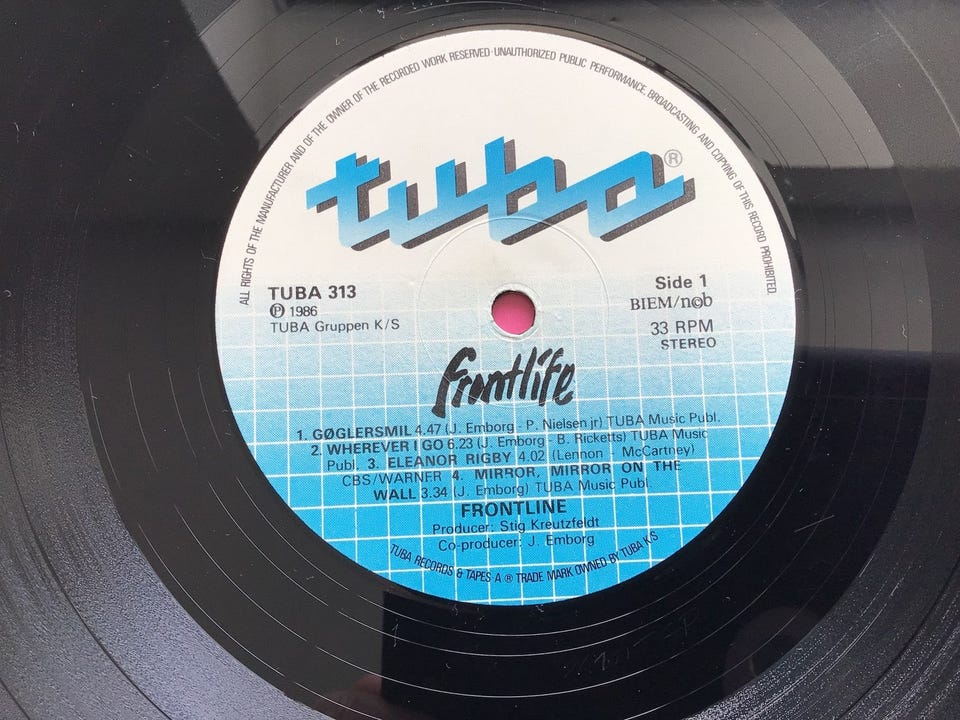 ALL RIGHTS OF THE MANUFACTURER AND OF THE OWNER OF THE RECORDED WORK RESERVED · UNAUTHORIZED PUBLIC PERFORMANCE, BROADCASTING AND COPYING OF THIS RECORD PROHIBITED.
tuba ®
TUBA 313
℗ 1986
TUBA Gruppen K/S
Side 1
BIEM/n©b
33 RPM
STEREO
frontlife
1. GØGLERSMIL 4.47 (J. Emborg - P. Nielsen jr) TUBA Music Publ.
2. WHEREVER I GO 6.23 (J. Emborg - B. Ricketts) TUBA Music
Publ. 3. ELEANOR RIGBY 4.02 (Lennon - McCartney)
CBS/WARNER 4. MIRROR, MIRROR ON THE
WALL 3.34 (J. Emborg) TUBA Music Publ.
FRONTLINE
Producer: Stig Kreutzfeldt
Co-producer: J. Emborg
TUBA RECORDS & TAPES A ® TRADE MARK OWNED BY TUBA K/S